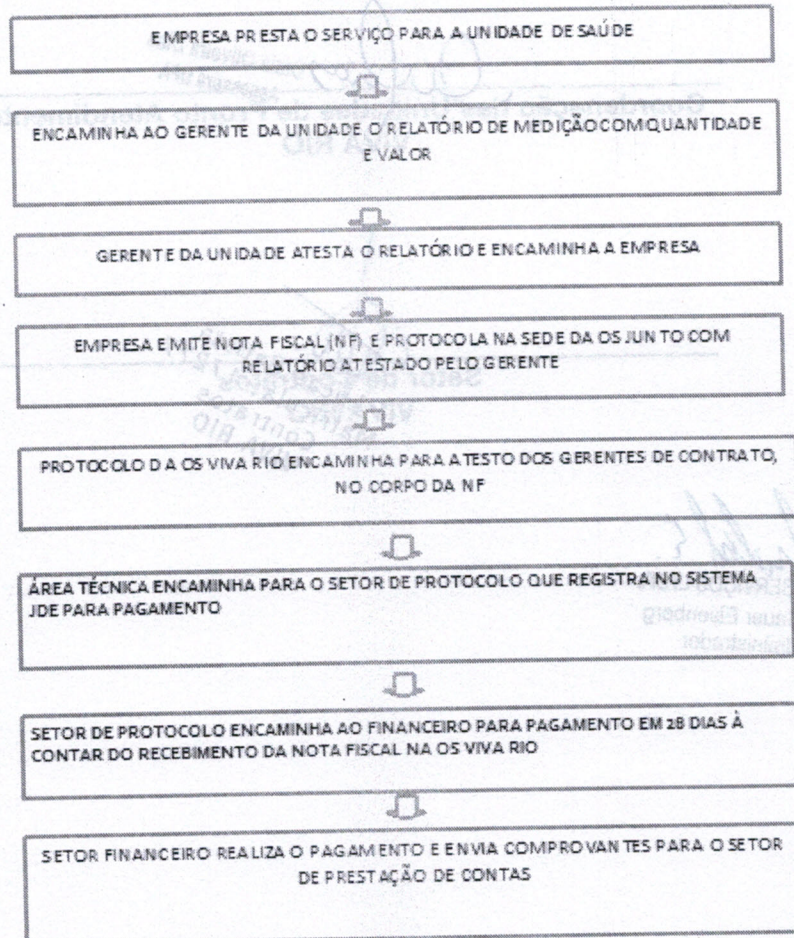 EMPRESA PRESTA O SERVIÇO PARA A UNIDADE DE SAÚDE
ENCAMINHA AO GERENTE DA UNIDADE O RELATÓRIO DE MEDIÇÃO COM QUANTIDADE
E VALOR
GERENTE DA UNIDADE ATESTA O RELATÓRIO E ENCAMINHA A EMPRESA
EMPRESA EMITE NOTA FISCAL (NF) E PROTOCOLA NA SEDE DA OS JUNTO COM
RELATÓRIO ATESTADO PELO GERENTE
PROTOCOLO DA OS VIVA RIO ENCAMINHA PARA ATESTO DOS GERENTES DE CONTRATO,
NO CORPO DA NF
ÁREA TÉCNICA ENCAMINHA PARA O SETOR DE PROTOCOLO QUE REGISTRA NO SISTEMA
JDE PARA PAGAMENTO
SETOR DE PROTOCOLO ENCAMINHA AO FINANCEIRO PARA PAGAMENTO EM 28 DIAS À
CONTAR DO RECEBIMENTO DA NOTA FISCAL NA OS VIVA RIO
SETOR FINANCEIRO REALIZA O PAGAMENTO E ENVIA COMPROVANTES PARA O SETOR
DE PRESTAÇÃO DE CONTAS